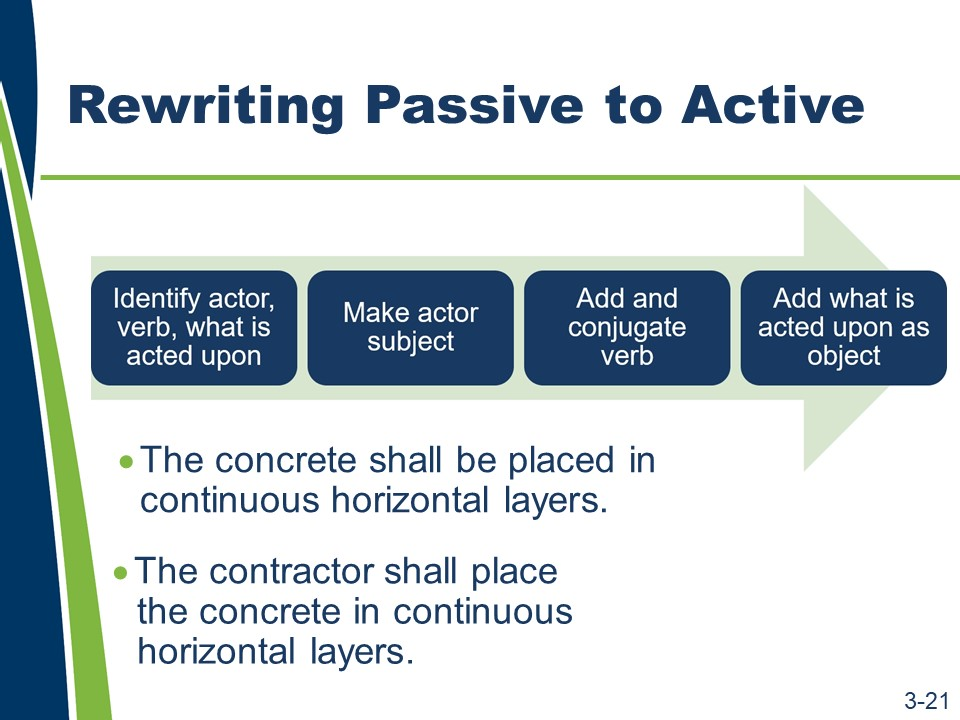 Rewriting Passive to Active
Identify actor,
verb, what is
acted upon
Make actor
subject
Add and
conjugate
verb
Add what is
acted upon as
object
• The concrete shall be placed in
continuous horizontal layers.
• The contractor shall place
the concrete in continuous
horizontal layers.
3-21